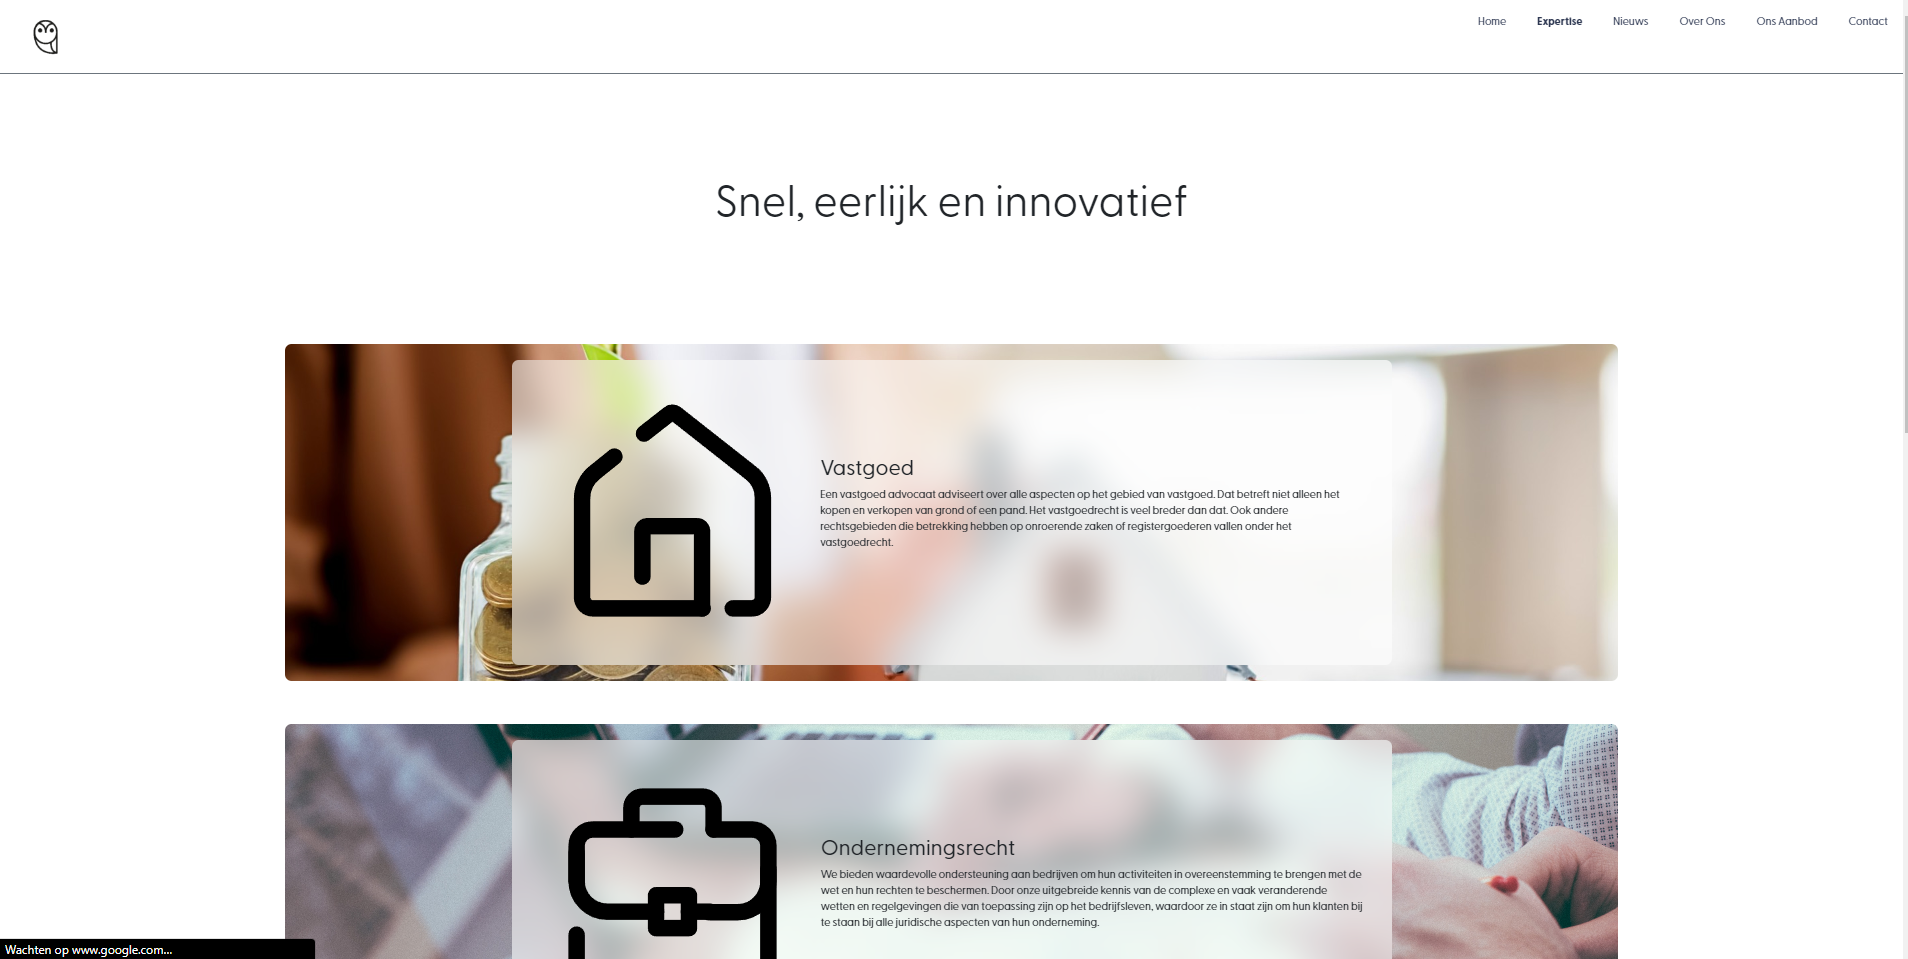 Home Expertise Nieuws Over Ons Ons Aanbod Contact
Snel, eerlijk en innovatief
Vastgoed
Een vastgoed advocaat adviseert over alle aspecten op het gebied van vastgoed. Dat betreft niet alleen het
kopen en verkopen van grond of een pand. Het vastgoedrecht is veel breder dan dat. Ook andere
rechtsgebieden die betrekking hebben op onroerende zaken of registergoederen vallen onder het
vastgoedrecht.
Ondernemingsrecht
We bieden waardevolle ondersteuning aan bedrijven om hun activiteiten in overeenstemming te brengen met de
wet en hun rechten te beschermen. Door onze uitgebreide kennis van de complexe en vaak veranderende
wetten en regelgevingen die van toepassing zijn op het bedrijfsleven, waardoor ze in staat zijn om hun klanten bij
te staan bij alle juridische aspecten van hun onderneming.
Wachten op www.google.com...